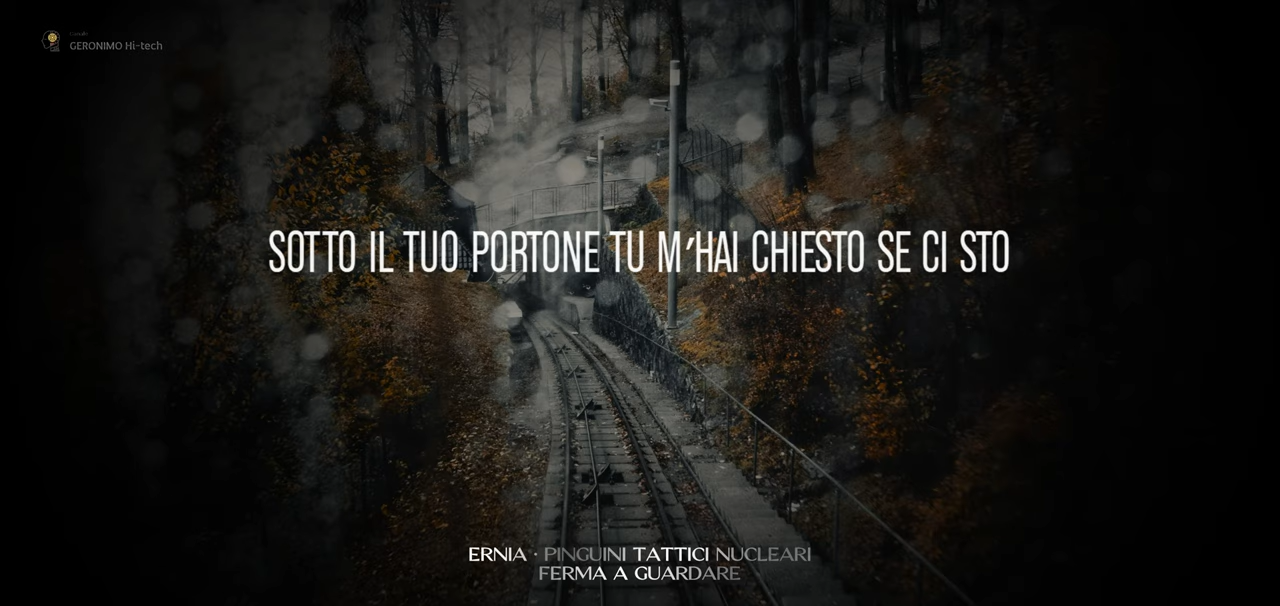 GERONIMO Hi-tech
SOTTO IL TUO PORTONE TU M'HAI CHIESTO SE CI STO
ERNIA · PINGUINI TATTICI NUCLEARI
FERMA A GUARDARE